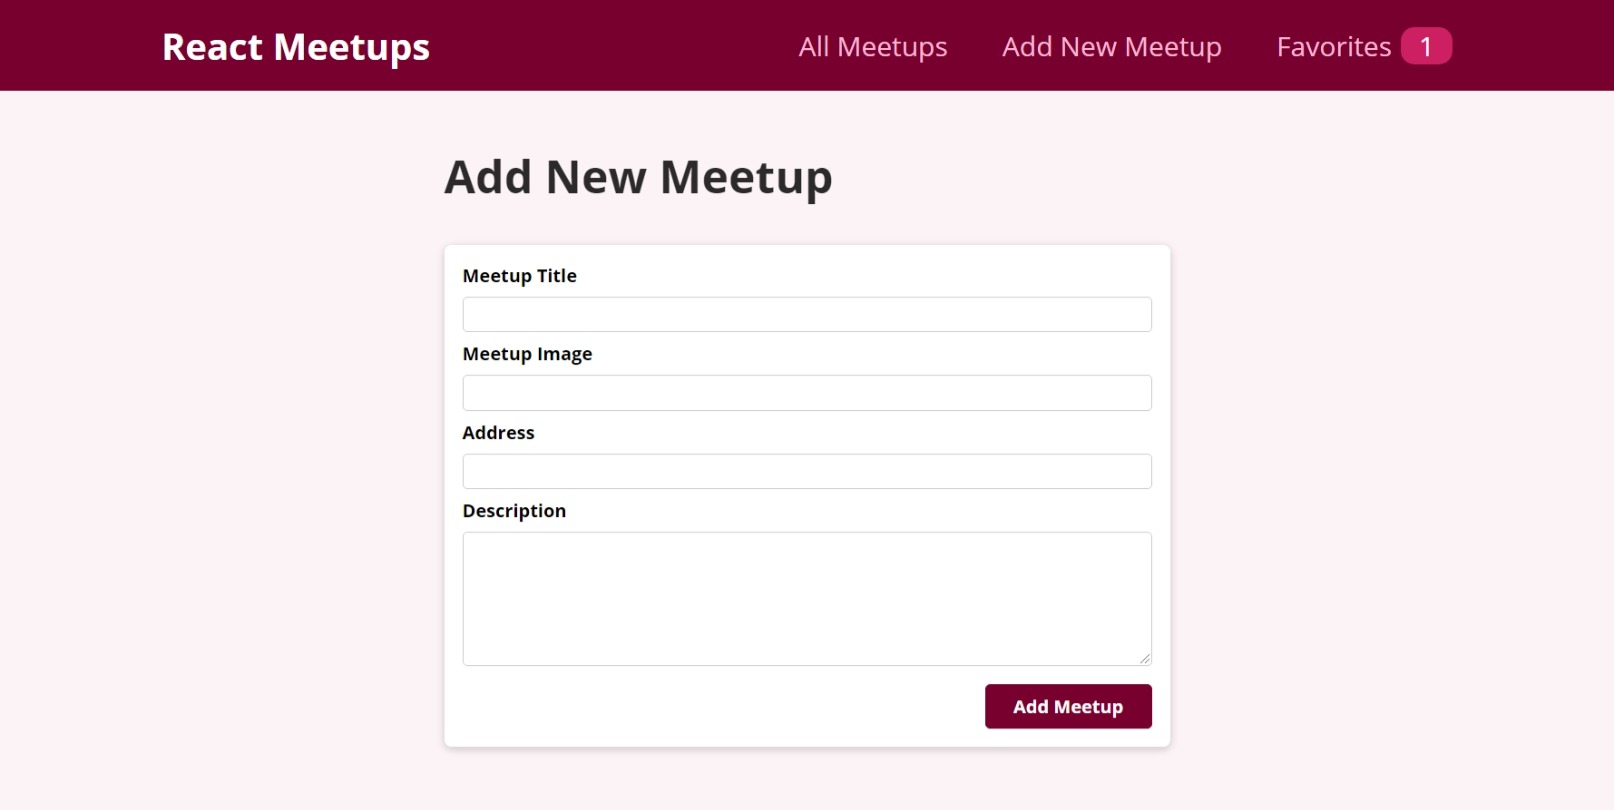 React Meetups
All Meetups
Add New Meetup
Favorites 1
Add New Meetup
Meetup Title
Meetup Image
Address
Description
Add Meetup